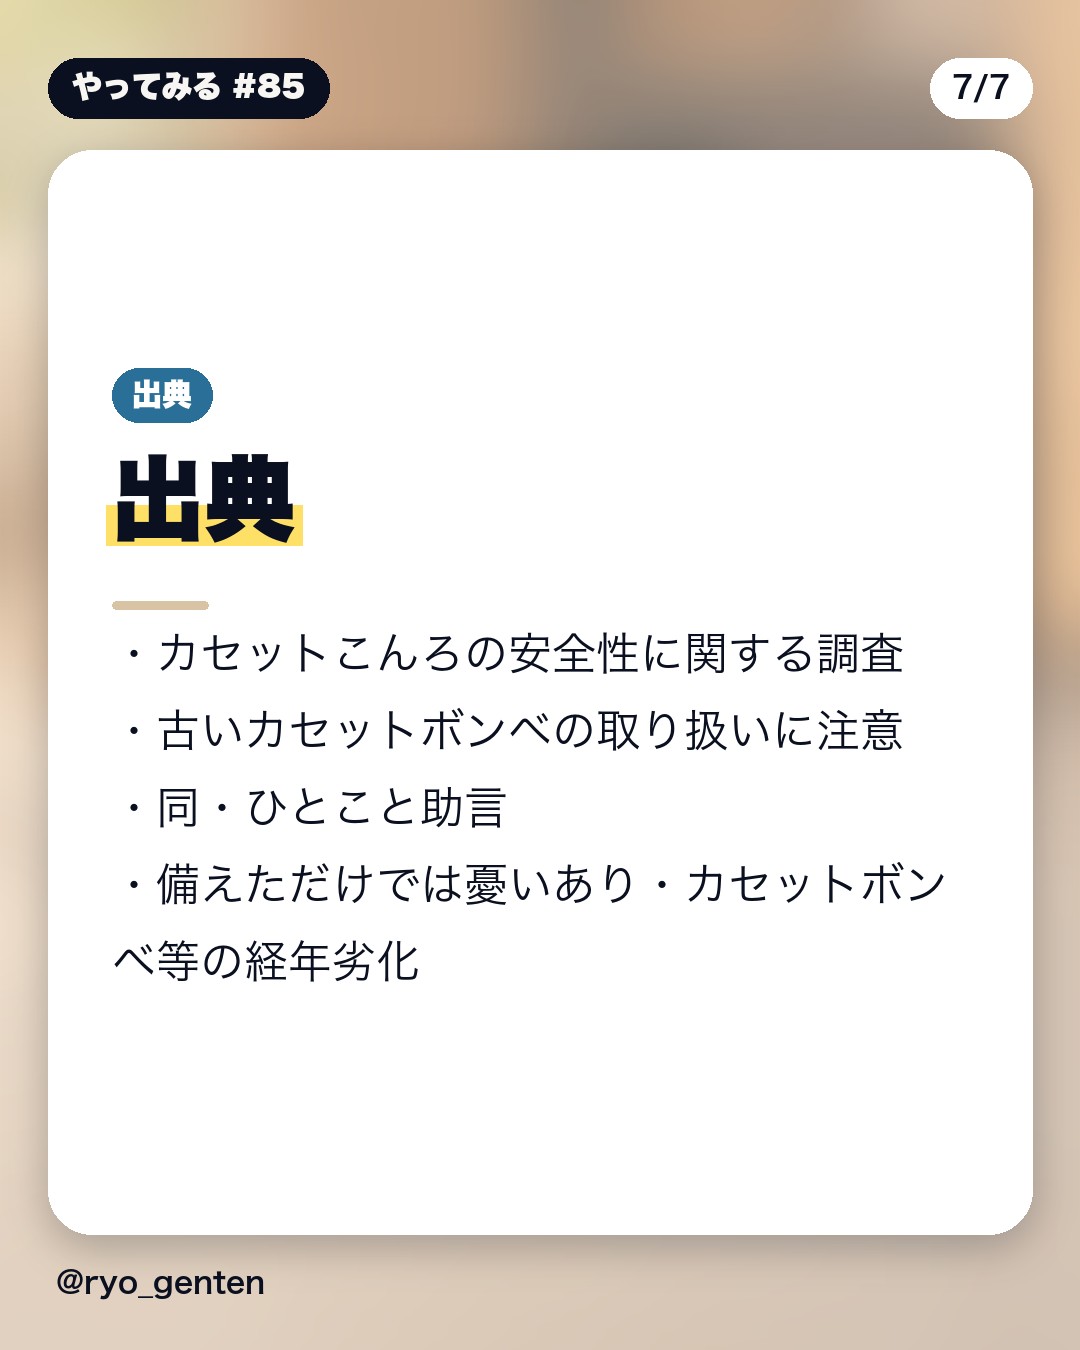 やってみる #85
7/7
出典
出典
・カセットこんろの安全性に関する調査
・古いカセットボンベの取り扱いに注意
・同・ひとこと助言
・備えただけでは憂いあり・カセットボン
ベ等の経年劣化
@ryo_genten